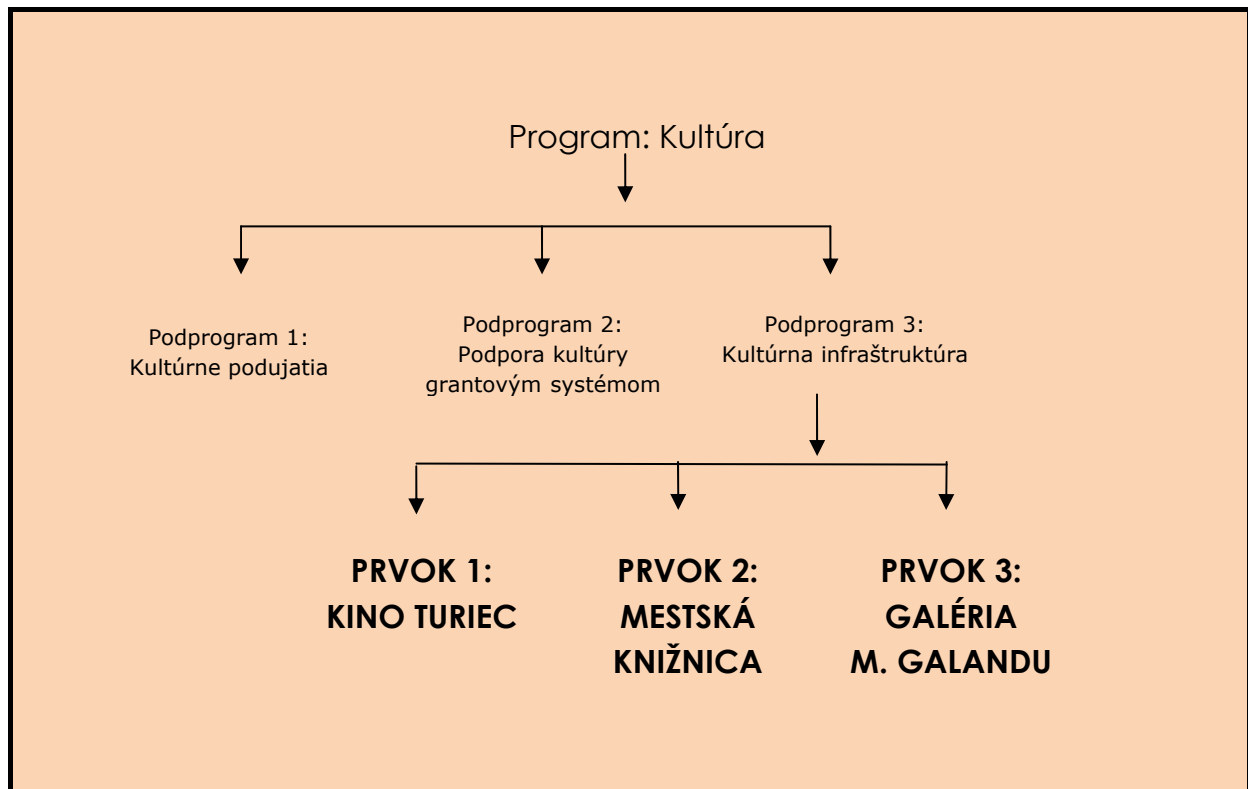 Program: Kultúra
Podprogram 1:
Kultúrne podujatia
Podprogram 2:
Podpora kultúry
grantovým systémom
Podprogram 3:
Kultúrna infraštruktúra
PRVOK 1:
KINO TURIEC
PRVOK 2:
MESTSKÁ
KNIŽNICA
PRVOK 3:
GALÉRIA
M. GALANDU